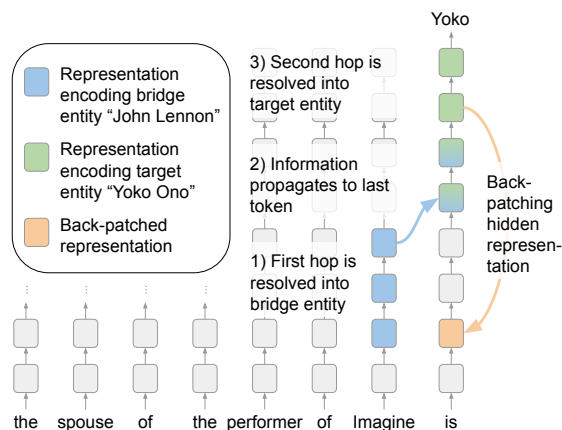 Yoko
Representation
encoding bridge
entity “John Lennon”
Representation
encoding target
entity “Yoko Ono”
Back-patched
representation
3) Second hop is
resolved into
target entity
2) Information
propagates to last
token
1) First hop is
resolved into
bridge entity
Back-
patching
hidden
represen-
tation
the spouse of the performer of Imagine is